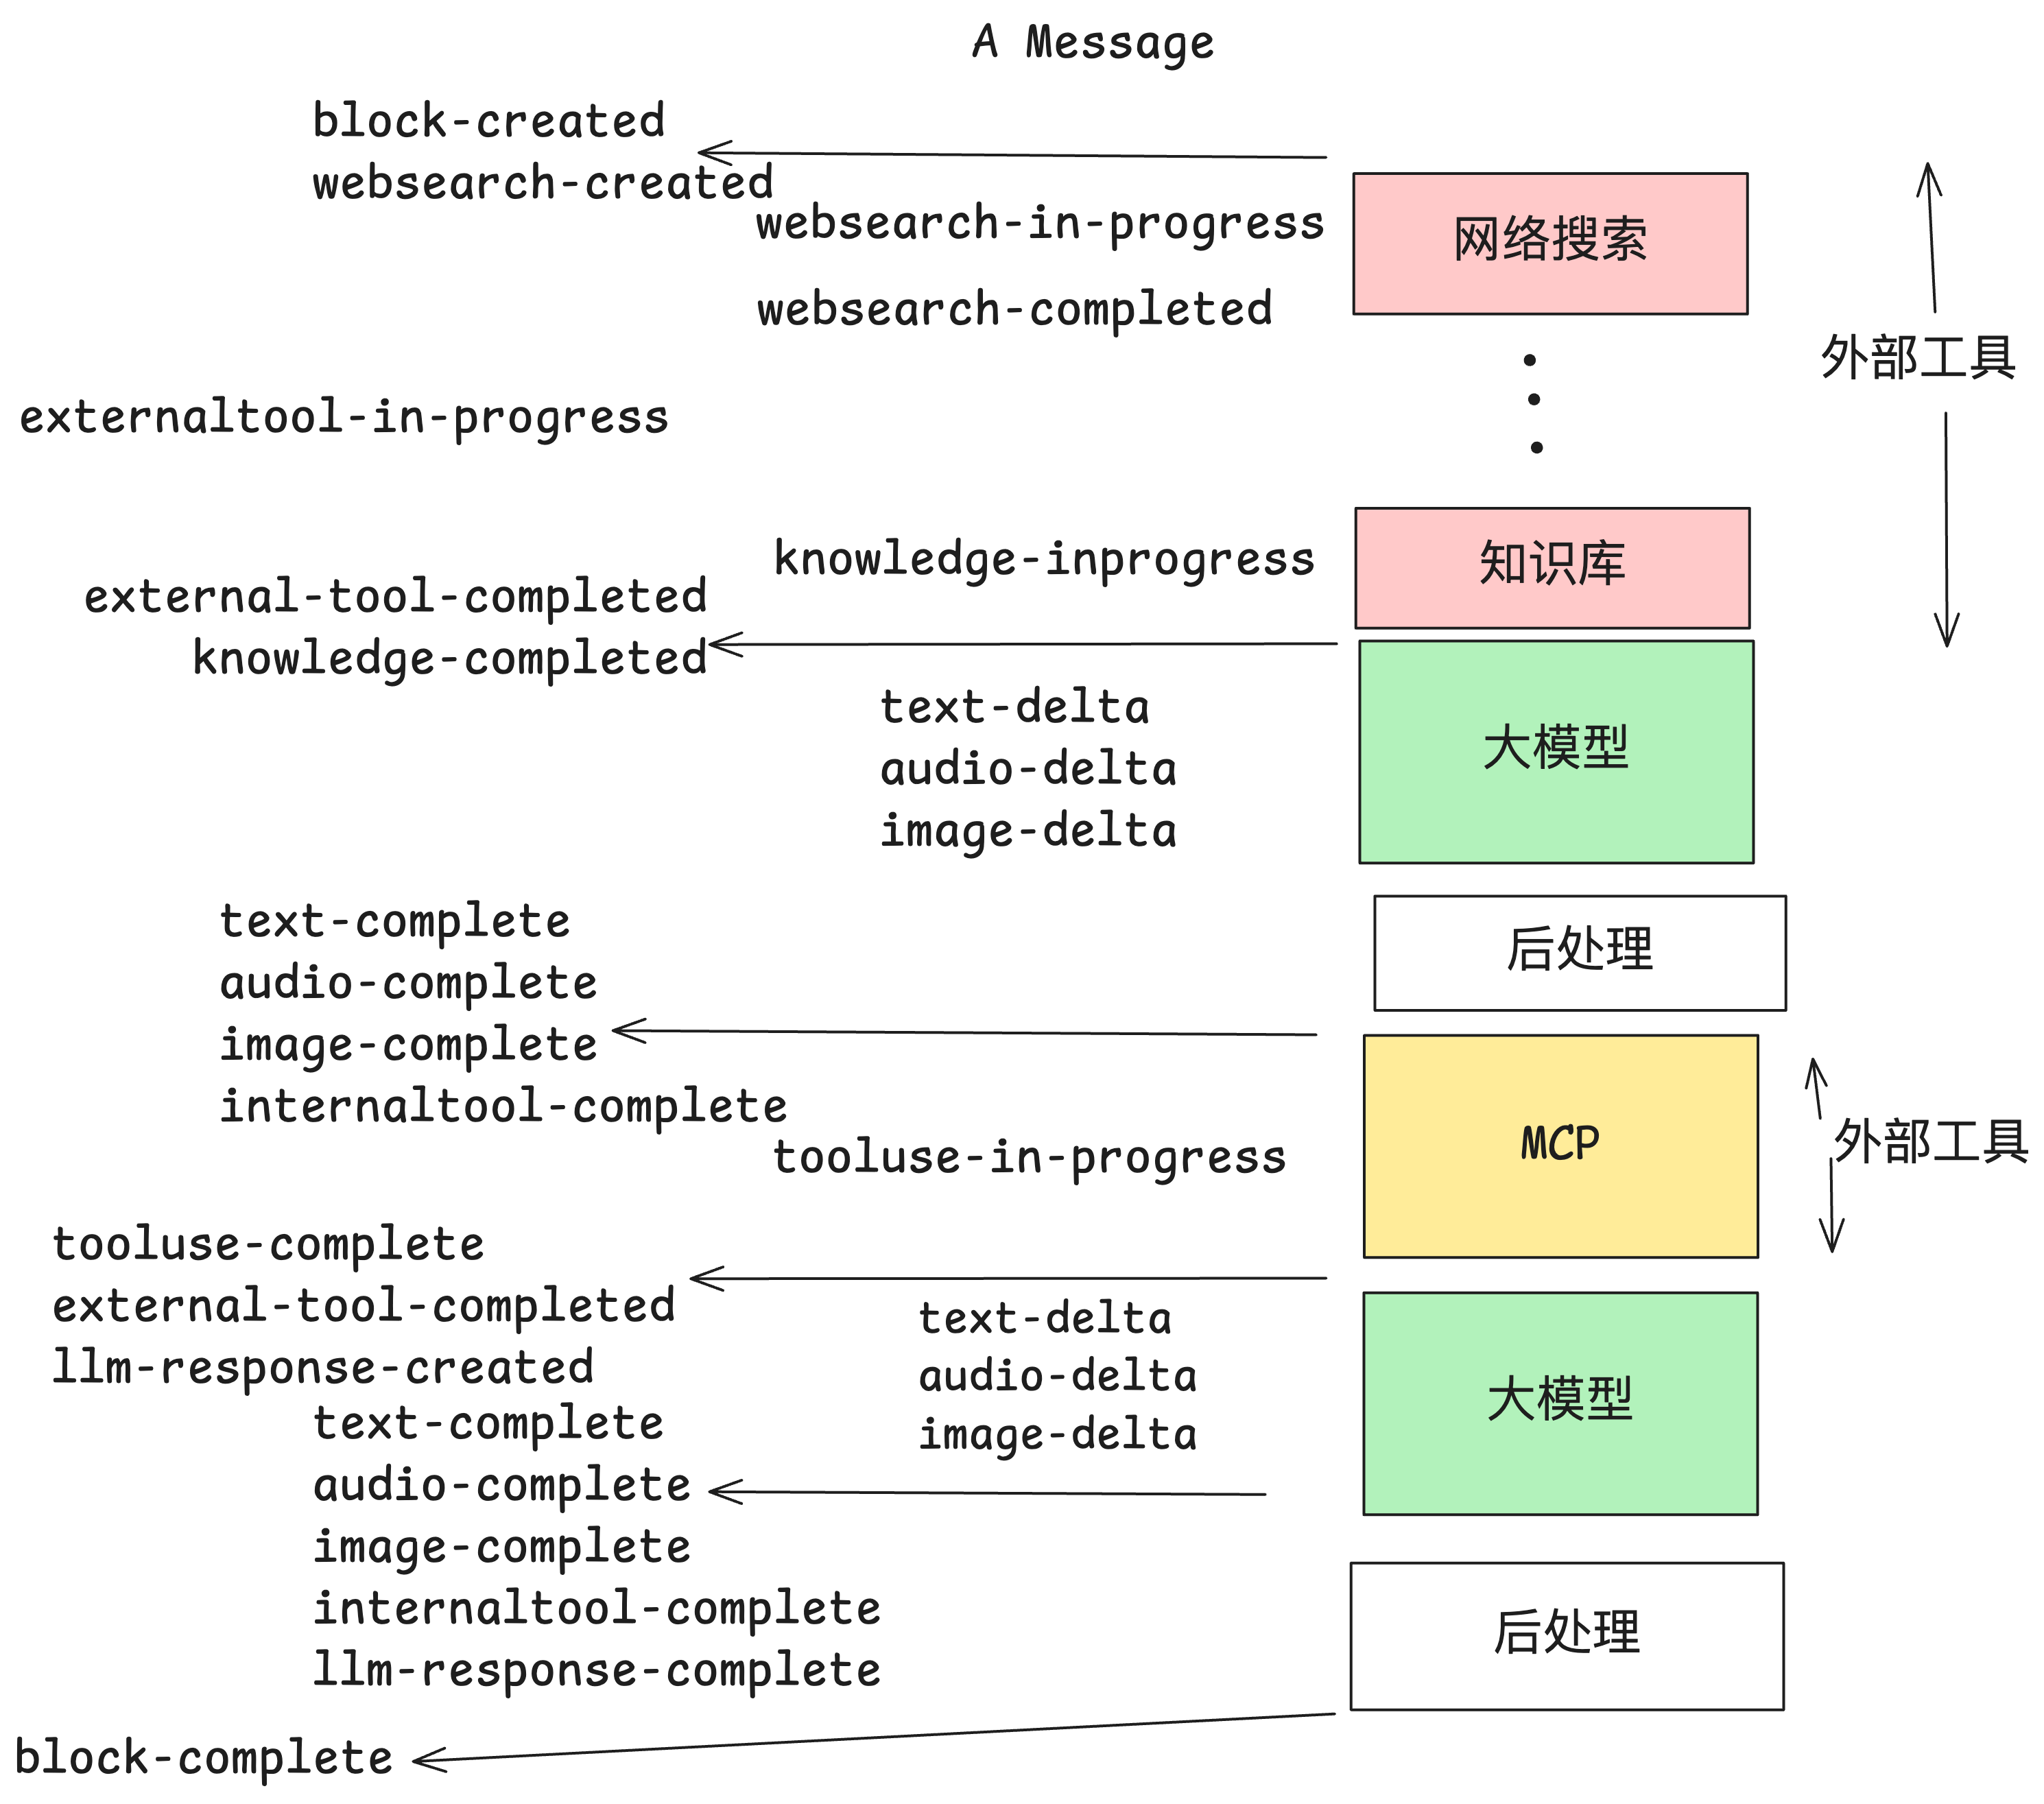 A Message
block-created
websearch-created
websearch-in-progress
网络搜索
websearch-completed
外部工具
externaltool-in-progress
knowledge-inprogress
知识库
external-tool-completed
knowledge-completed
text-delta
audio-delta
image-delta
大模型
text-complete
audio-complete
image-complete
internaltool-complete
后处理
tooluse-in-progress
MCP
外部工具
tooluse-complete
external-tool-completed
llm-response-created
text-delta
audio-delta
image-delta
大模型
text-complete
audio-complete
image-complete
internaltool-complete
llm-response-complete
后处理
block-complete